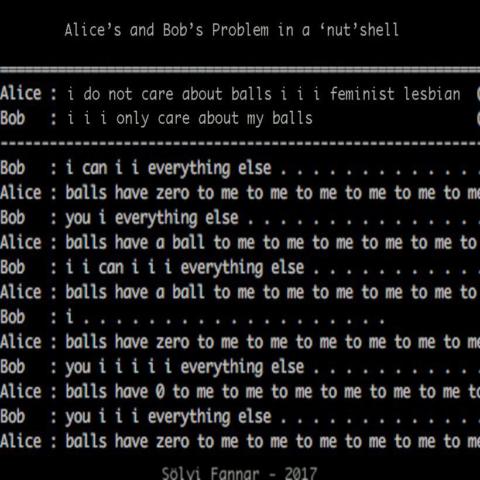 Alice's and Bob's Problem in a 'nut'shell
Alice : i do not care about balls i i i feminist lesbian
Bob : i i i only care about my balls
Bob : i can i i everything else . . . . . . . . . . . . .
Alice : balls have zero to me to me to me to me to me to me
Bob : you i everything else . . . . . . . . . . . . . . .
Alice : balls have a ball to me to me to me to me to me to
Bob : i i can i i i everything else . . . . . . . . . . .
Alice : balls have a ball to me to me to me to me to me to
Bob : i . . . . . . . . . . . . . . . . . . .
Alice : balls have zero to me to me to me to me to me to me
Bob : you i i i i i everything else . . . . . . . . . . .
Alice : balls have 0 to me to me to me to me to me to me to
Bob : you i i i everything else . . . . . . . . . . . . .
Alice : balls have zero to me to me to me to me to me to me
Sölvi Fannar - 2017